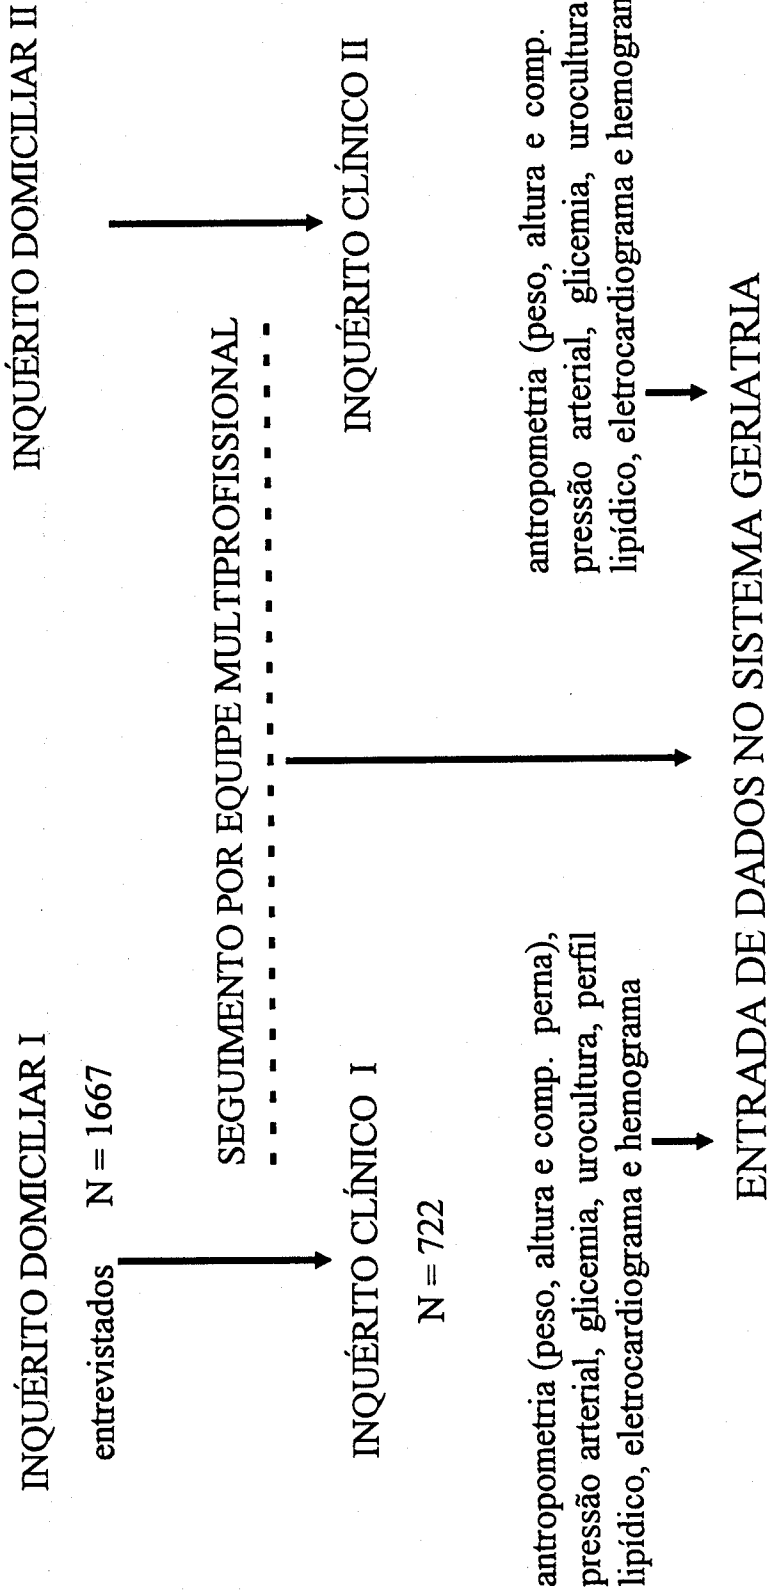 INQUÉRITO DOMICILIAR I
entrevistados N = 1667
INQUÉRITO DOMICILIAR II
SEGUIMENTO POR EQUIPE MULTIPROFISSIONAL
INQUÉRITO CLÍNICO I
N = 722
INQUÉRITO CLÍNICO II
antropometria (peso, altura e comp. perna),
pressão arterial, glicemia, urocultura, perfil
lipídico, eletrocardiograma e hemograma
antropometria (peso, altura e comp.
pressão arterial, glicemia, urocultura
lipídico, eletrocardiograma e hemogran
ENTRADA DE DADOS NO SISTEMA GERIATRIA